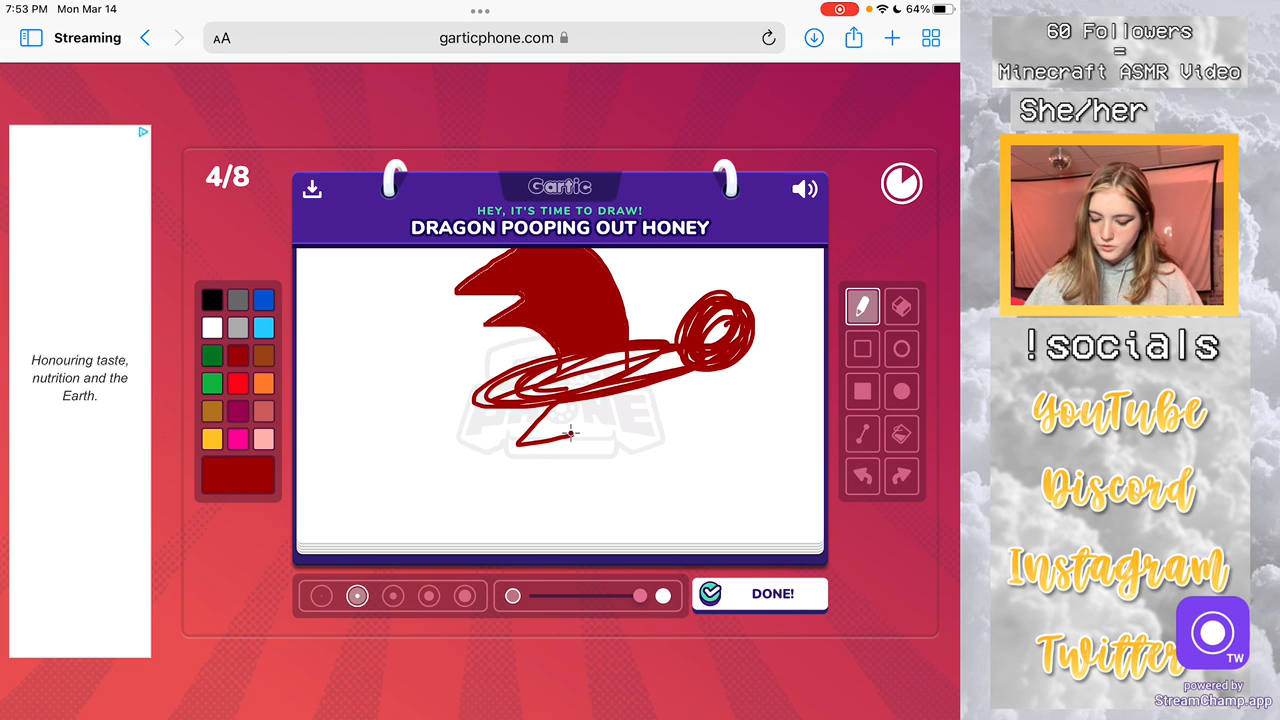 7:53 PM Mon Mar 14
64%
Streaming
AA
garticphone.com
60 Followers
=
Minecraft ASMR Video
She/her
4/8
Gartic
HEY, IT'S TIME TO DRAW!
DRAGON POOPING OUT HONEY
Honouring taste,
nutrition and the
Earth.
PHONE
DONE!
!socials
YouTube
Discord
Instagram
Twitter
TW
powered by
StreamChamp.app